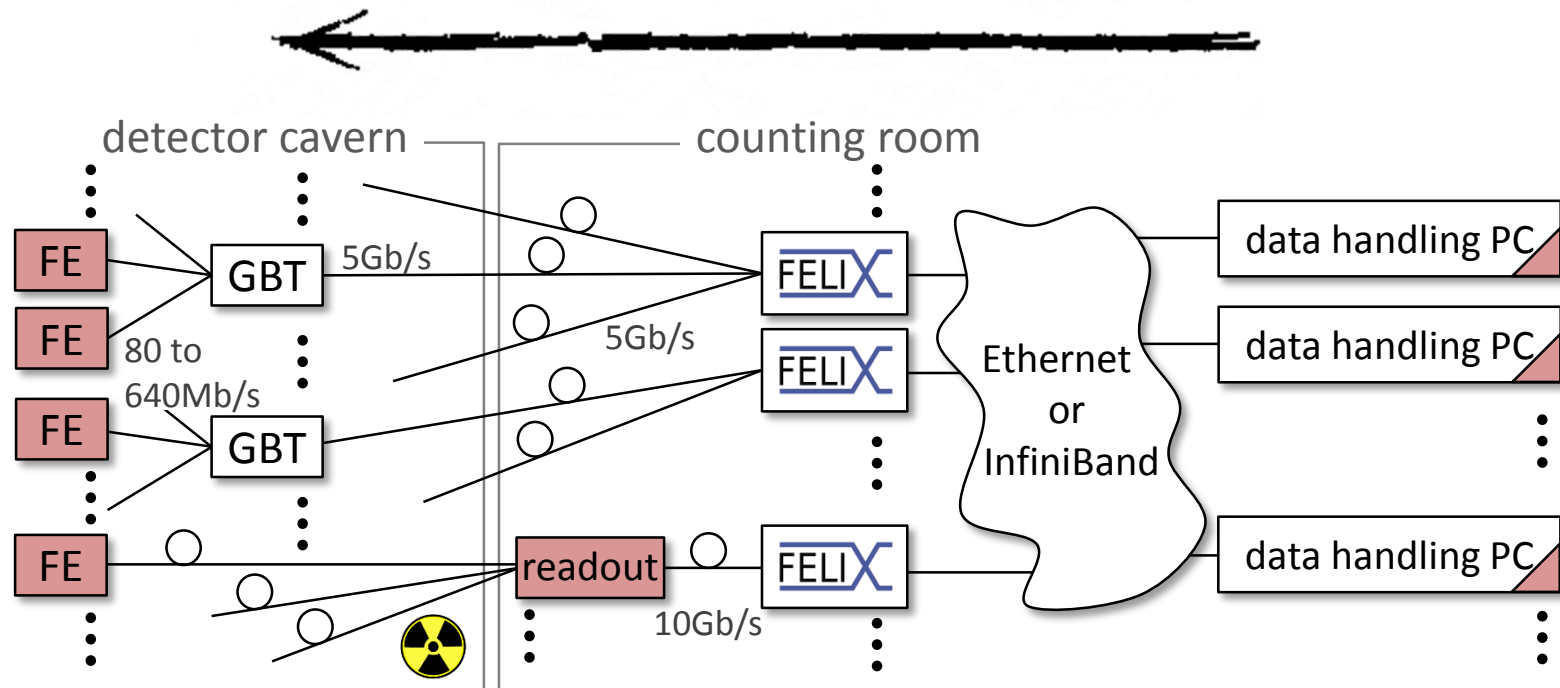 detector cavern
counting room
FE
GBT
5Gb/s
FELIX
data handling PC
FE
80 to
640Mb/s
5Gb/s
FELIX
Ethernet
or
InfiniBand
data handling PC
FE
GBT
FE
readout
10Gb/s
FELIX
data handling PC